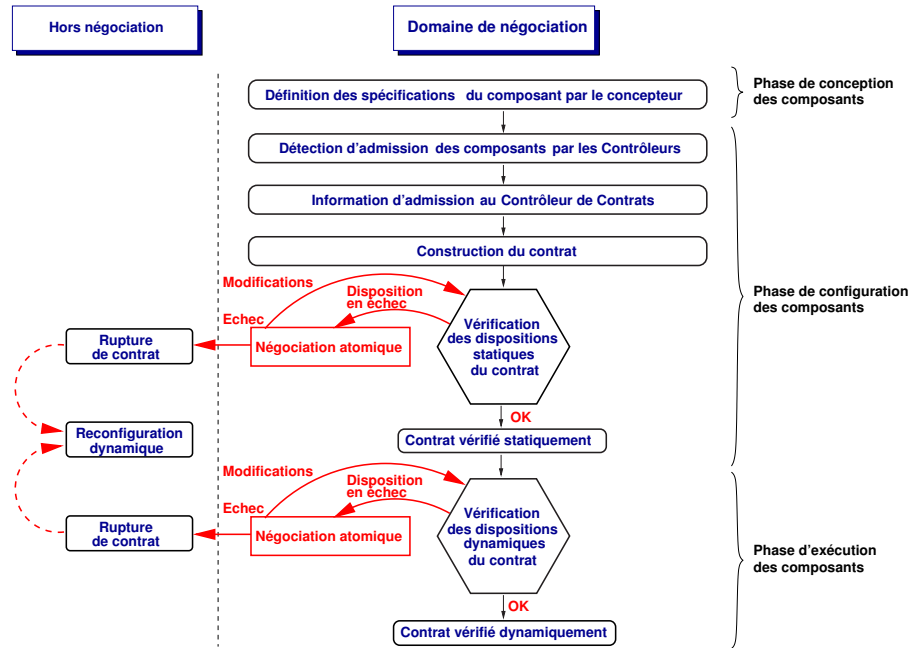 Hors négociation
Domaine de négociation
Définition des spécifications du composant par le concepteur
Phase de conception
des composants
Détection d'admission des composants par les Contrôleurs
Information d'admission au Contrôleur de Contrats
Construction du contrat
Modifications
Disposition
en échec
Echec
Négociation atomique
Vérification
des dispositions
statiques
du contrat
Phase de configuration
des composants
Rupture
de contrat
OK
Contrat vérifié statiquement
Reconfiguration
dynamique
Modifications
Disposition
en échec
Echec
Négociation atomique
Vérification
des dispositions
dynamiques
du contrat
Rupture
de contrat
Phase d'exécution
des composants
OK
Contrat vérifié dynamiquement